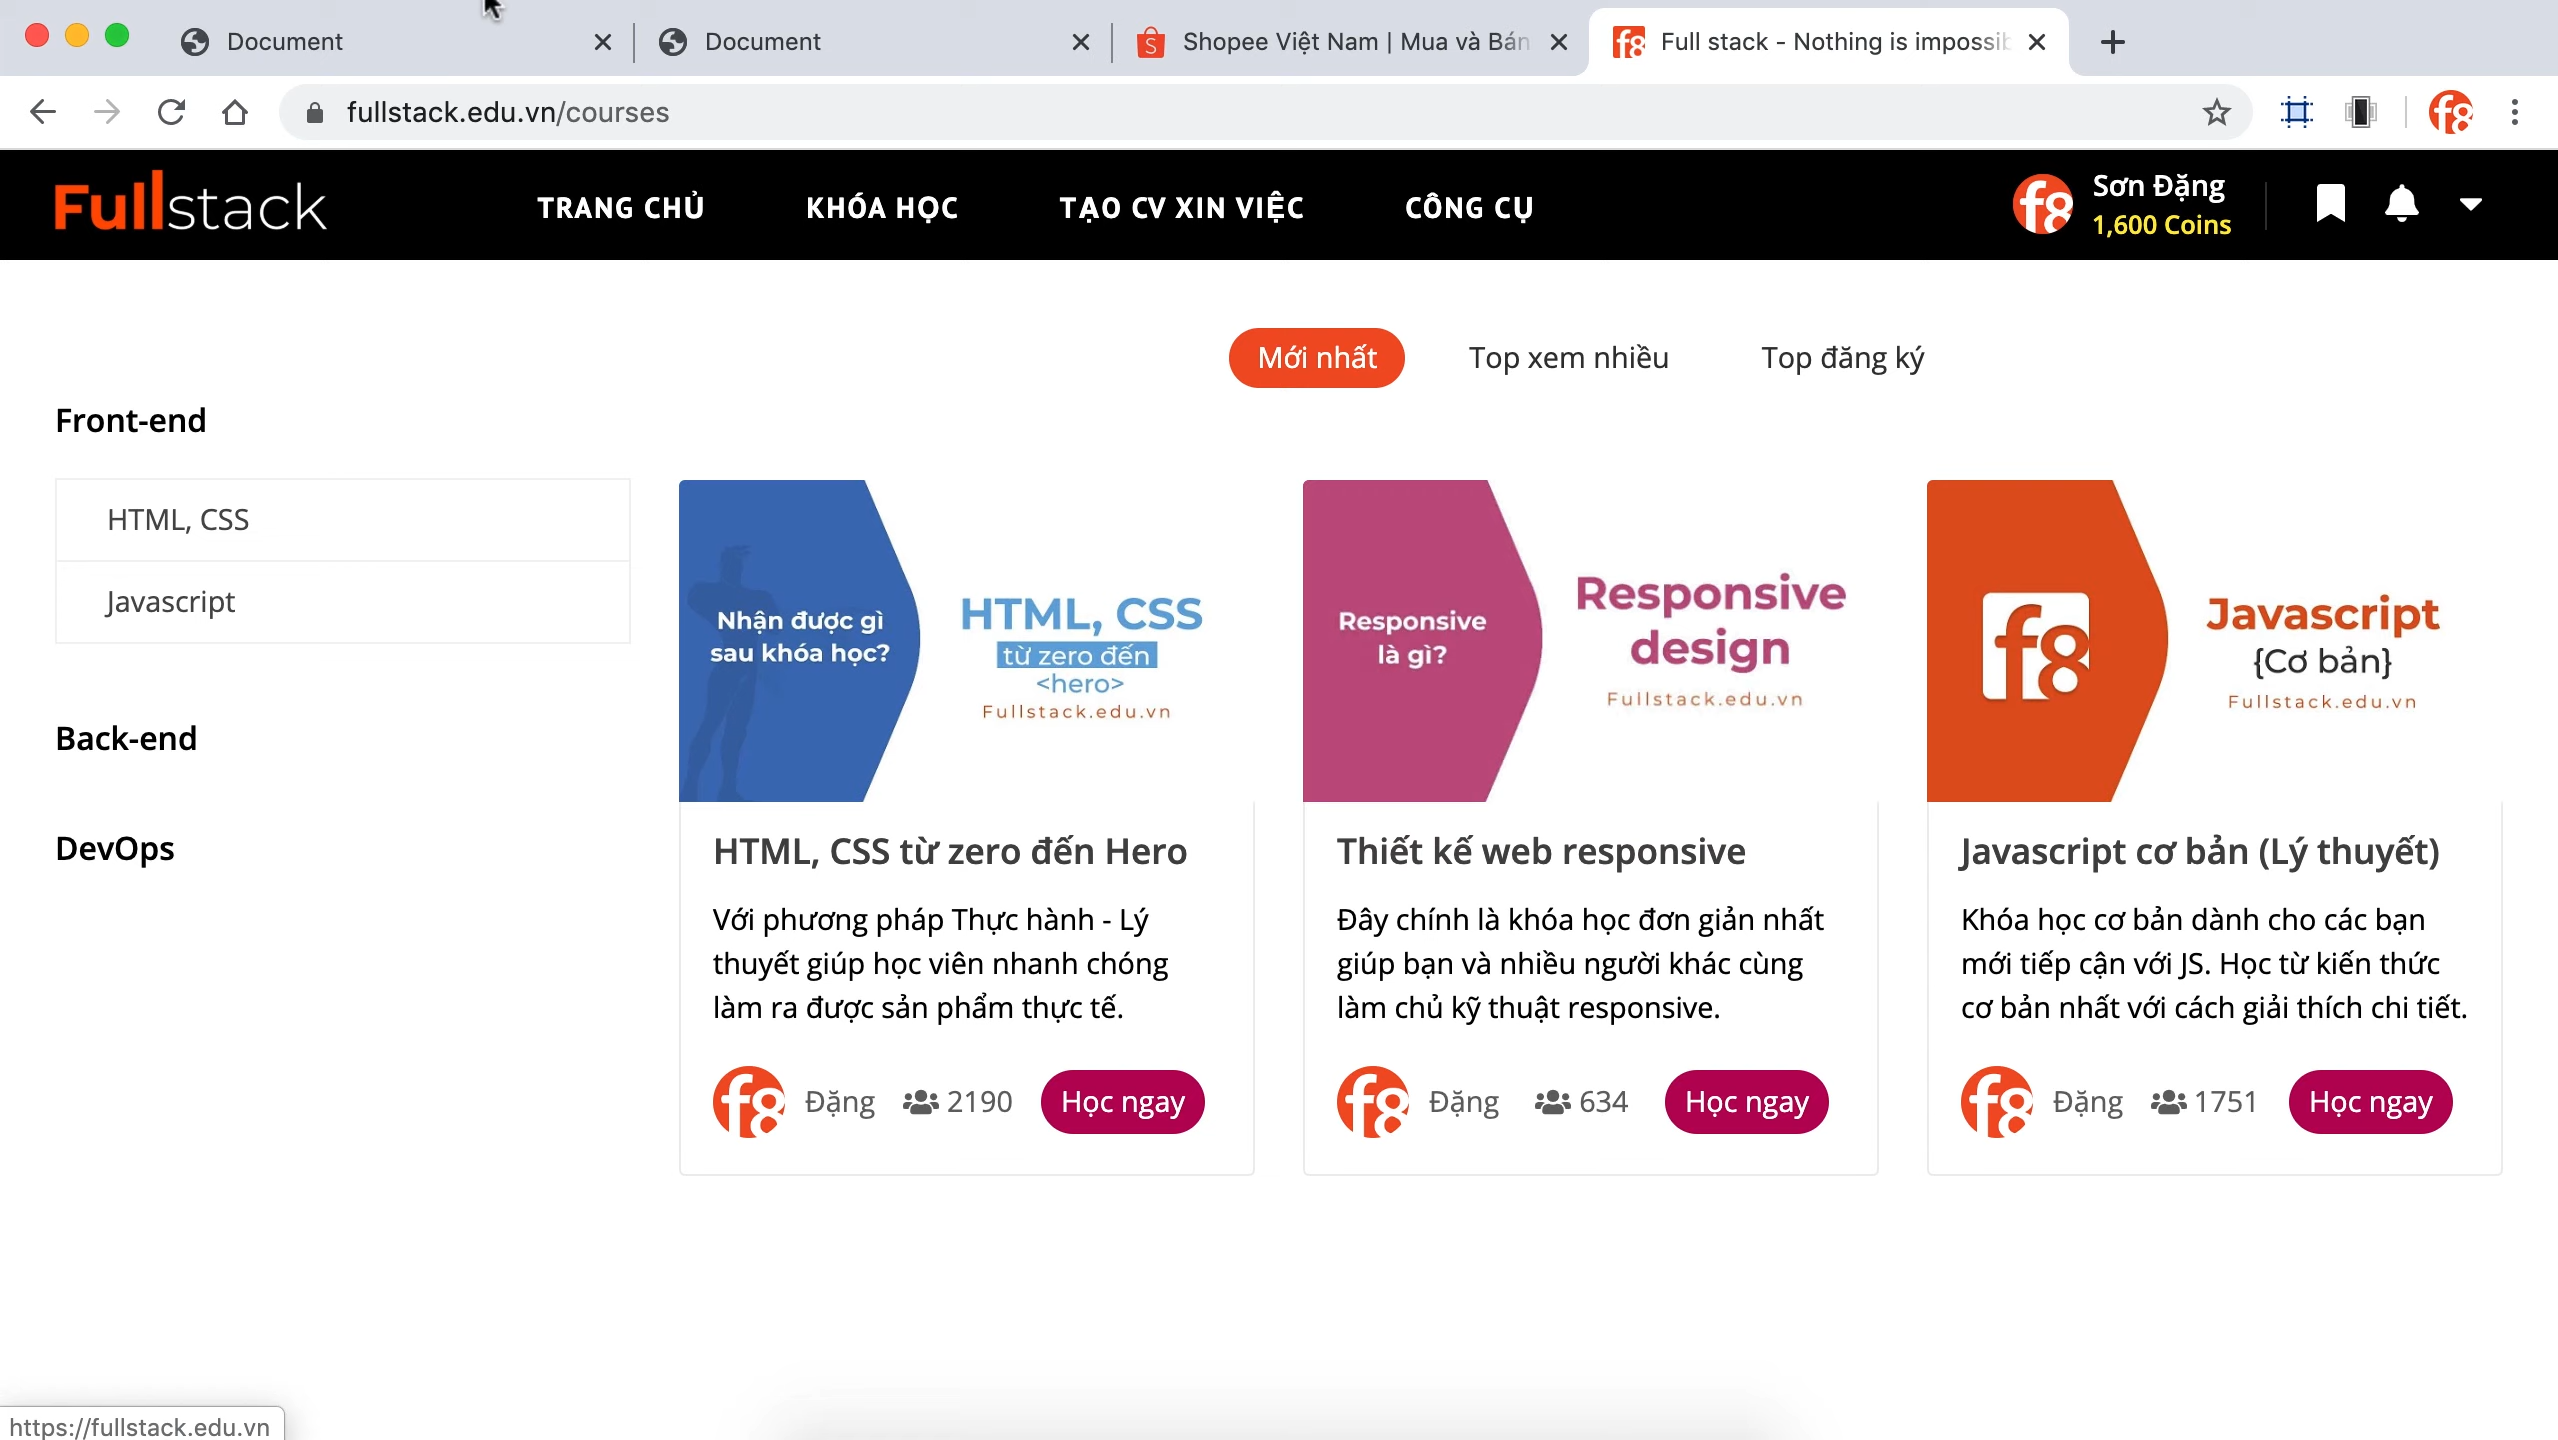 Document
Document
Shopee Việt Nam | Mua và Bán
Full stack - Nothing is impossib
fullstack.edu.vn/courses
Fullstack
TRANG CHỦ
KHÓA HỌC
TẠO CV XIN VIỆC
CÔNG CỤ
f8
Sơn Đặng
1,600 Coins
Mới nhất
Top xem nhiều
Top đăng ký
Front-end
HTML, CSS
Javascript
Back-end
DevOps
Nhận được gì
sau khóa học?
HTML, CSS
từ zero đến
<hero>
Fullstack.edu.vn
HTML, CSS từ zero đến Hero
Với phương pháp Thực hành - Lý
thuyết giúp học viên nhanh chóng
làm ra được sản phẩm thực tế.
f8 Đặng 2190 Học ngay
Responsive
là gì?
Responsive
design
Fullstack.edu.vn
Thiết kế web responsive
Đây chính là khóa học đơn giản nhất
giúp bạn và nhiều người khác cùng
làm chủ kỹ thuật responsive.
f8 Đặng 634 Học ngay
f8
Javascript
{Cơ bản}
Fullstack.edu.vn
Javascript cơ bản (Lý thuyết)
Khóa học cơ bản dành cho các bạn
mới tiếp cận với JS. Học từ kiến thức
cơ bản nhất với cách giải thích chi tiết.
f8 Đặng 1751 Học ngay
https://fullstack.edu.vn